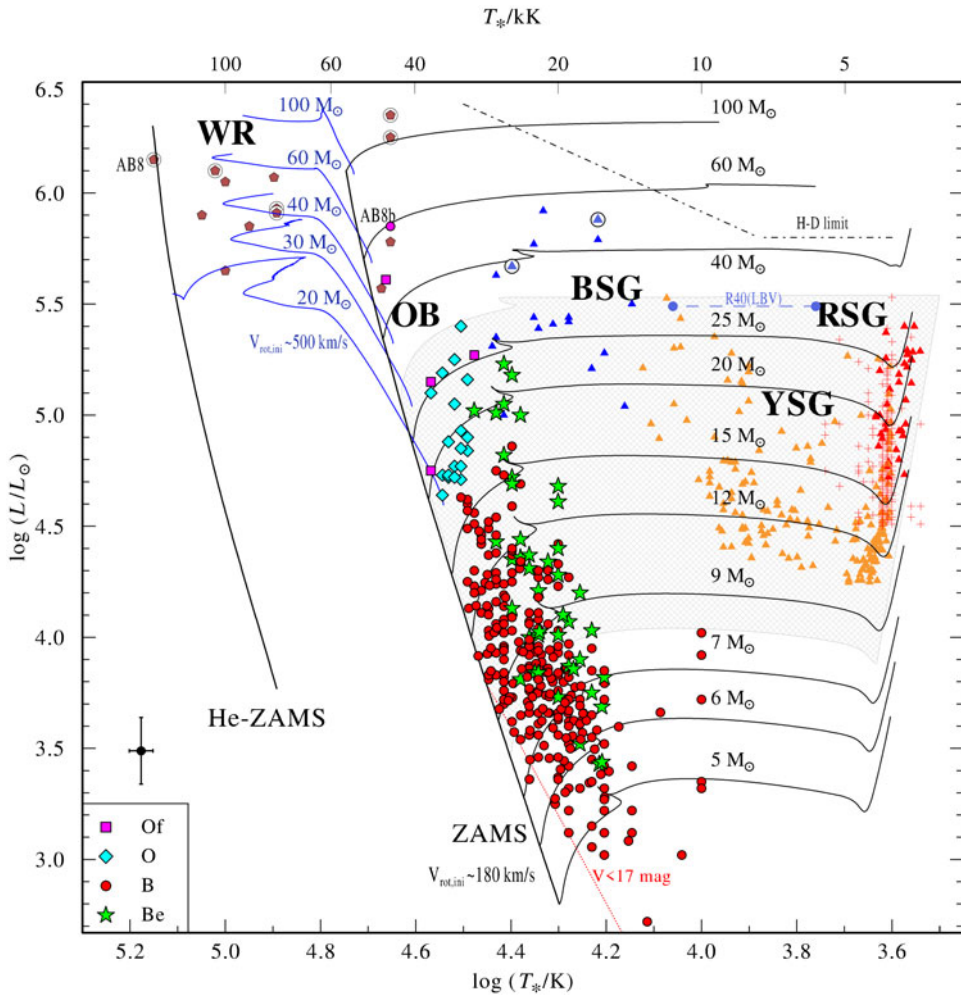 T*/kK
100
60
40
20
10
5
6.5
6.0
5.5
5.0
4.5
4.0
3.5
3.0
log (L/L⊙)
100 M⊙
WR
60 M⊙
40 M⊙
30 M⊙
20 M⊙
V_rot,ini~500 km/s
AB8
AB8b
OB
BSG
YSG
RSG
H-D limit
R40(LBV)
100 M⊙
60 M⊙
40 M⊙
25 M⊙
20 M⊙
15 M⊙
12 M⊙
9 M⊙
7 M⊙
6 M⊙
5 M⊙
He-ZAMS
ZAMS
V_rot,ini~180 km/s
V<17 mag
Of
O
B
Be
5.2
5.0
4.8
4.6
4.4
4.2
4.0
3.8
3.6
log (T*/K)